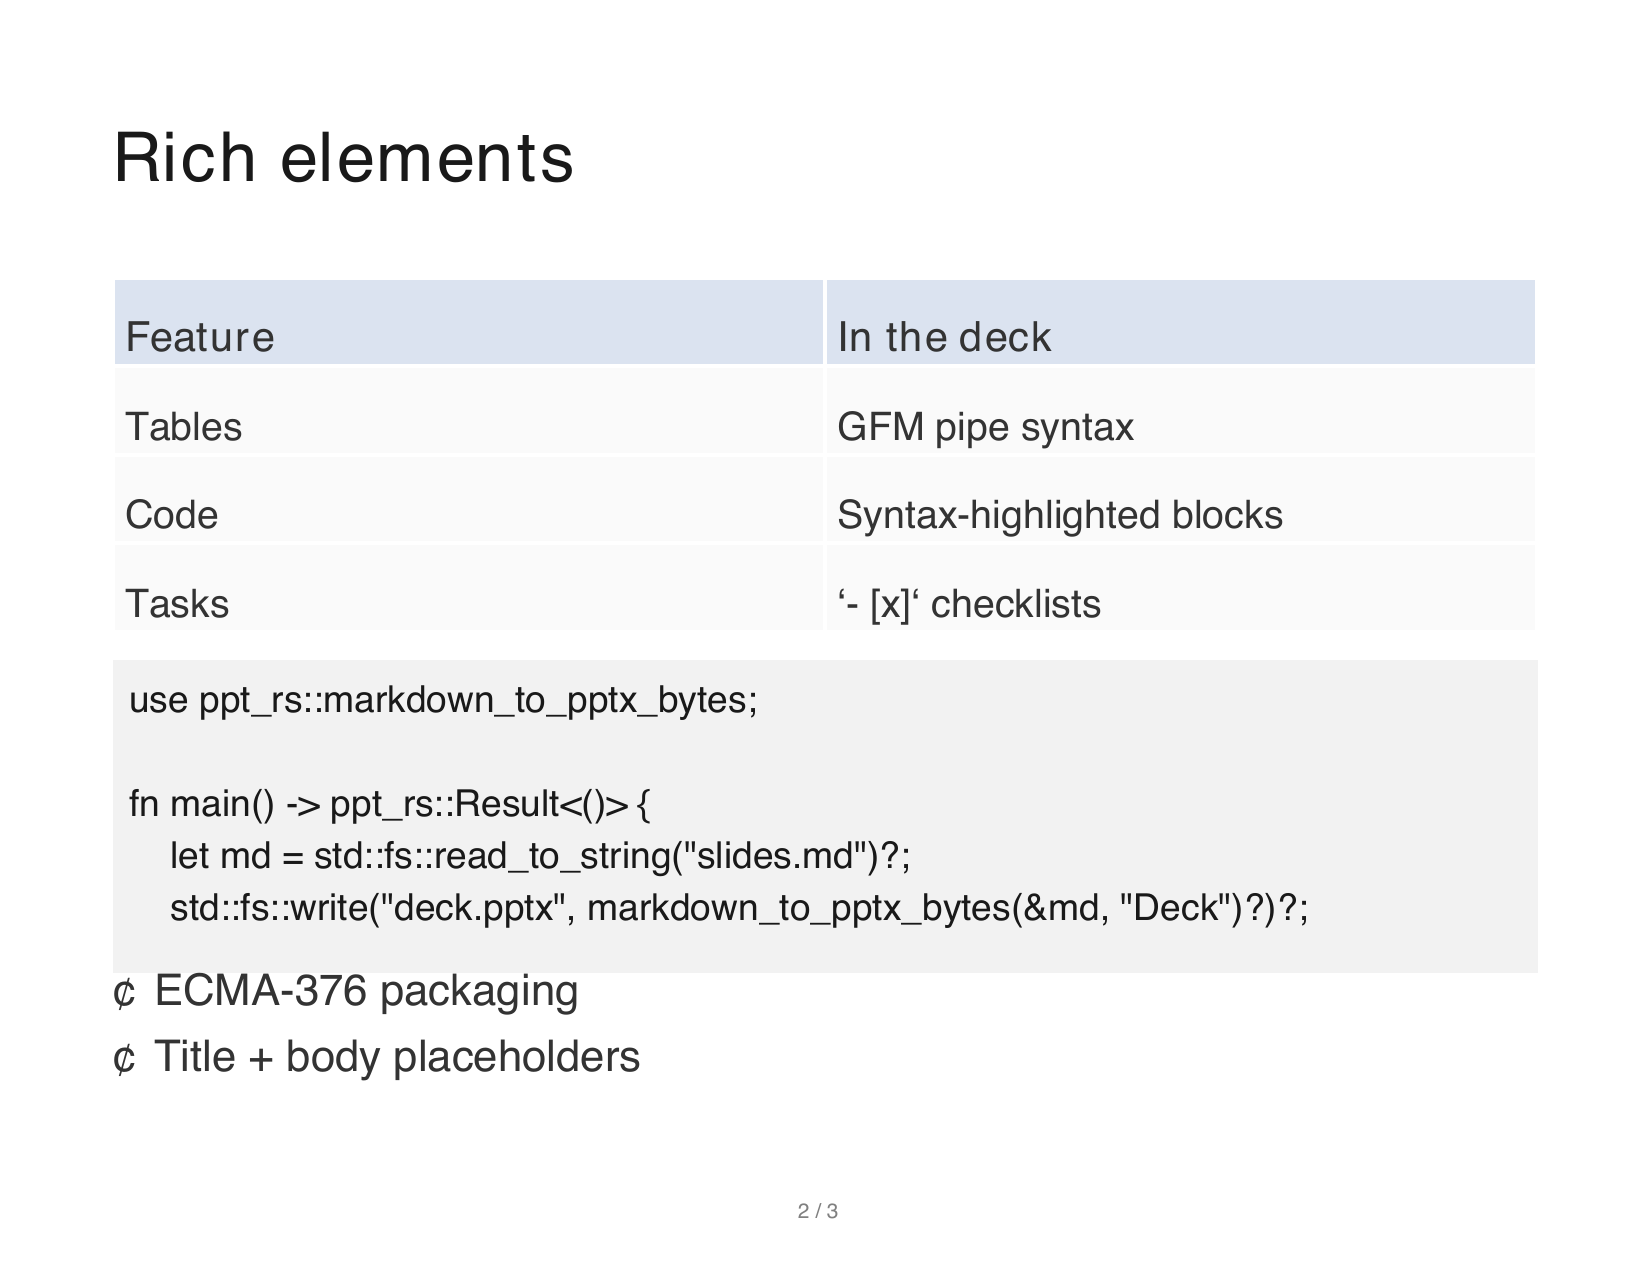 Rich elements
Feature In the deck
Tables GFM pipe syntax
Code Syntax-highlighted blocks
Tasks ‘- [x]‘ checklists
use ppt_rs::markdown_to_pptx_bytes;
fn main() -> ppt_rs::Result<()> {
    let md = std::fs::read_to_string("slides.md")?;
    std::fs::write("deck.pptx", markdown_to_pptx_bytes(&md, "Deck")?)?;
¢ ECMA-376 packaging
¢ Title + body placeholders
2 / 3